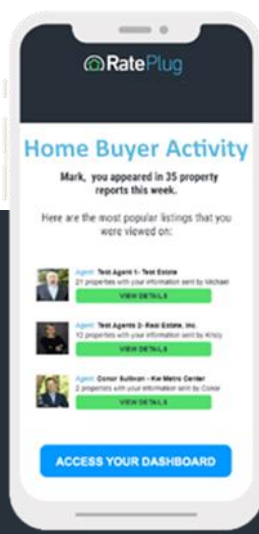 RatePlug
Home Buyer Activity
Mark, you appeared in 35 property
reports this week.
Here are the most popular listings that you
were viewed on:
Agent: Test Agent 1- Test Estate
21 properties with your information sent by Michael
VIEW DETAILS
Agent: Test Agents 2- Real Estate, Inc.
12 properties with your information sent by Kristy
VIEW DETAILS
Agent: Conor Sullivan - Kw Metro Center
2 properties with your information sent by Conor
VIEW DETAILS
ACCESS YOUR DASHBOARD